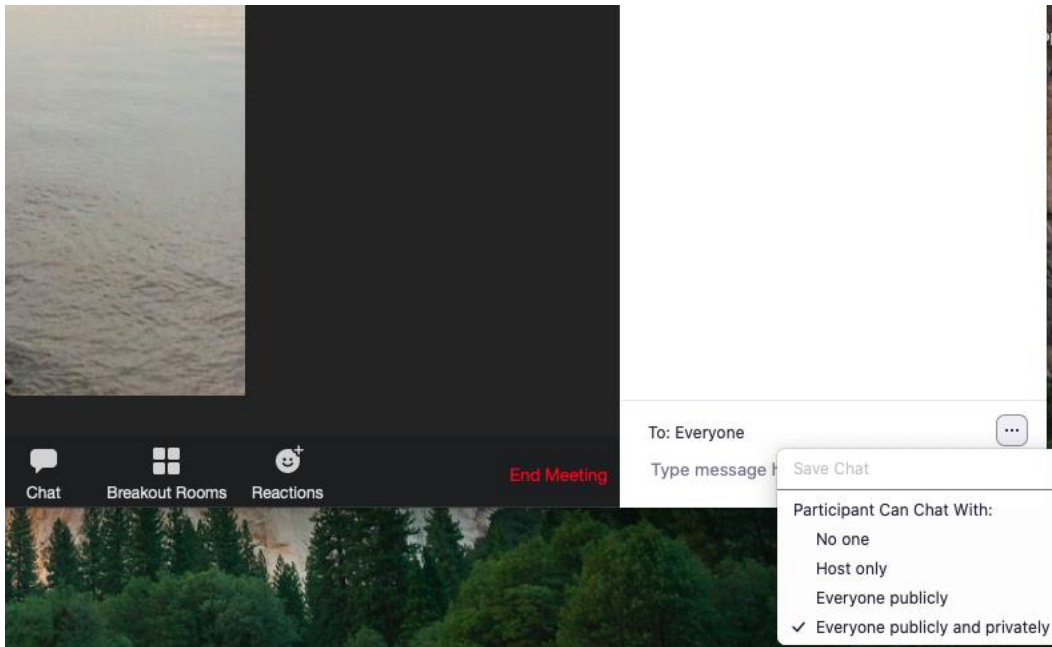 To: Everyone
Type message
Chat
Breakout Rooms
Reactions
End Meeting
Save Chat
Participant Can Chat With:
No one
Host only
Everyone publicly
✓ Everyone publicly and privately